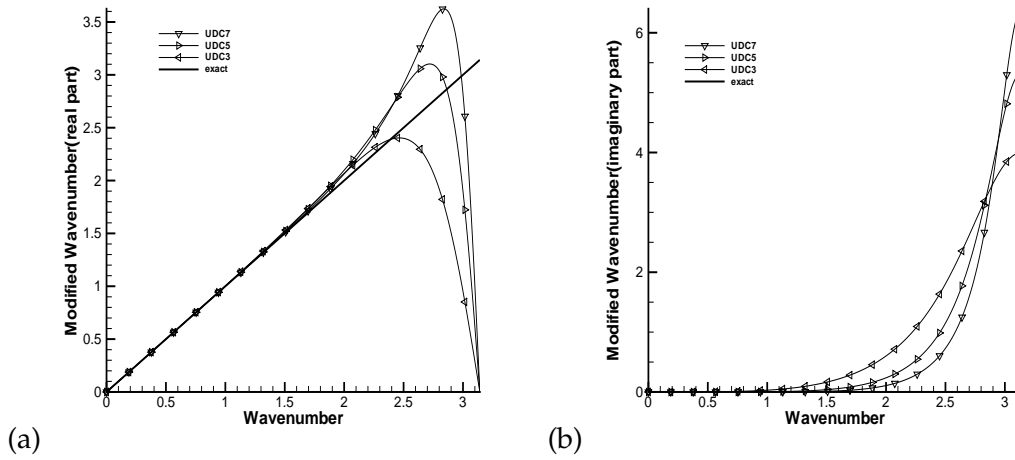 Modified Wavenumber(real part)
3.5
3
2.5
2
1.5
1
0.5
0
UDC7
UDC5
UDC3
exact
0
0.5
1
1.5
2
2.5
3
Wavenumber
(a)
Modified Wavenumber(imaginary part)
6
4
2
0
UDC7
UDC5
UDC3
exact
0
0.5
1
1.5
2
2.5
3
Wavenumber
(b)